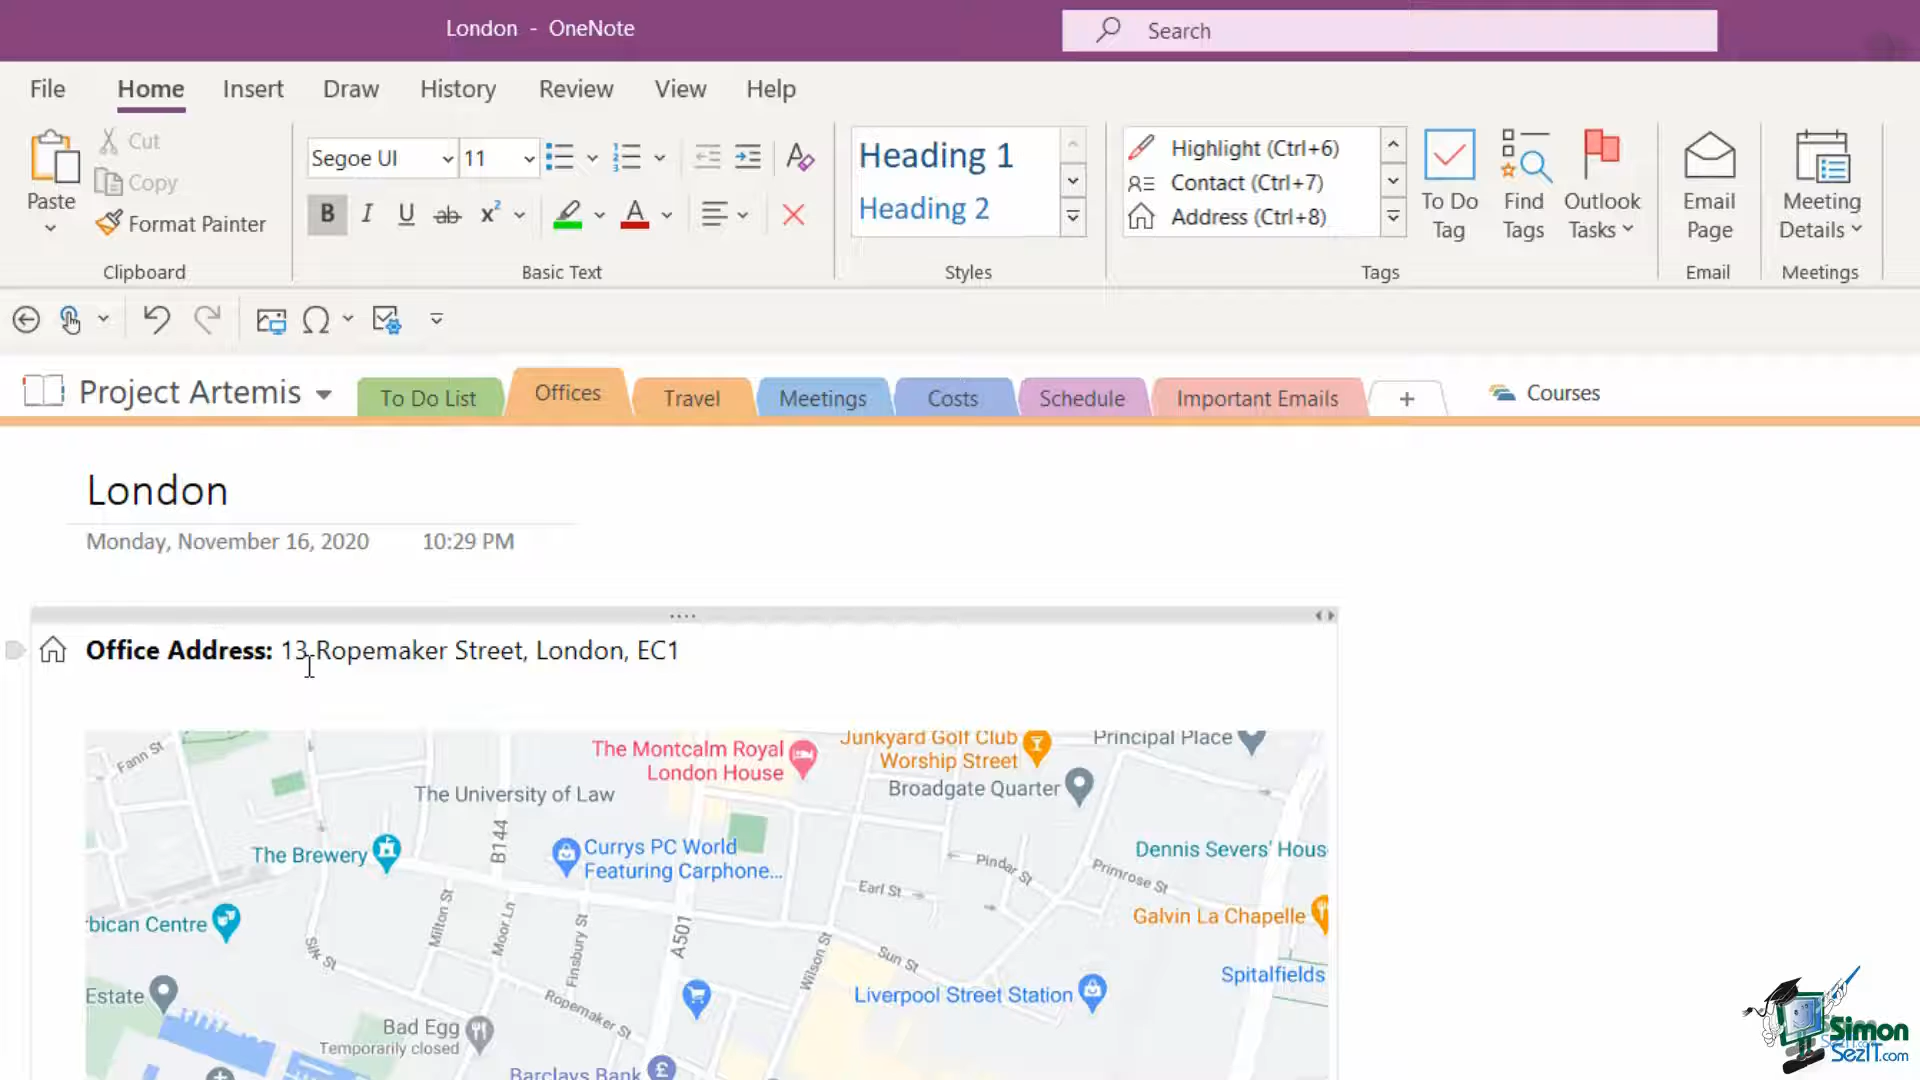 London - OneNote
Search
File Home Insert Draw History Review View Help
Paste
Cut
Copy
Format Painter
Clipboard
Segoe UI 11
B I U ab x²
A
Basic Text
Heading 1
Heading 2
Styles
Highlight (Ctrl+6)
Contact (Ctrl+7)
Address (Ctrl+8)
To Do
Tag
Find
Tags
Outlook
Tasks
Tags
Email
Page
Email
Meeting
Details
Meetings
Project Artemis To Do List Offices Travel Meetings Costs Schedule Important Emails + Courses
London
Monday, November 16, 2020 10:29 PM
Office Address: 13 Ropemaker Street, London, EC1
Fann St
The Montcalm Royal
London House
Junkyard Golf Club
Worship Street
Principal Place
The University of Law
Broadgate Quarter
B144
The Brewery
Currys PC World
Featuring Carphone...
Dennis Severs' Hous
Pindar St
Primrose St
Earl St
rbican Centre
Milton St
Moor Ln
Finsbury St
A501
Galvin La Chapelle
Silk St
Wilson St
Sun St
Spitalfields
Estate
Liverpool Street Station
Ropemaker St
Bad Egg
Temporarily closed
Barclays Bank
Simon
SezIT.com